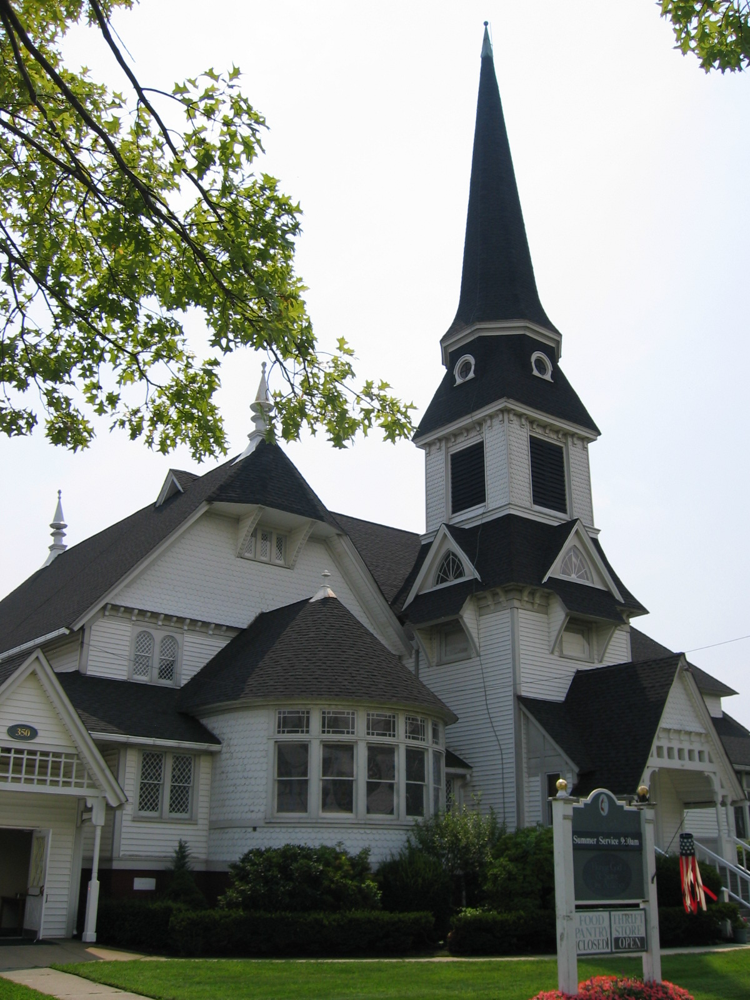 350
Summer Service 9:30am
FOOD
PANTRY
CLOSED
THRIFT
STORE
OPEN